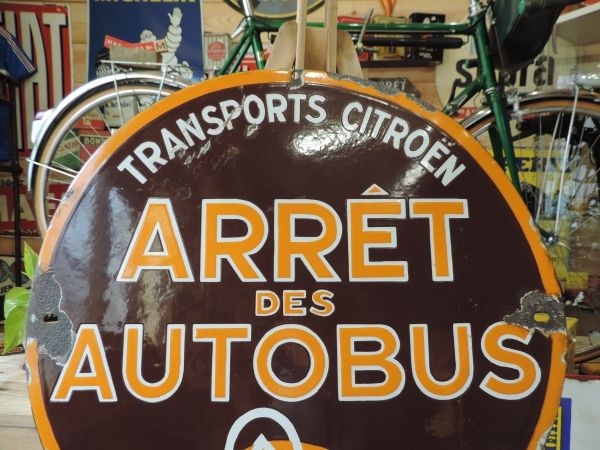 TRANSPORTS CITROËN
ARRÊT
DES
AUTOBUS